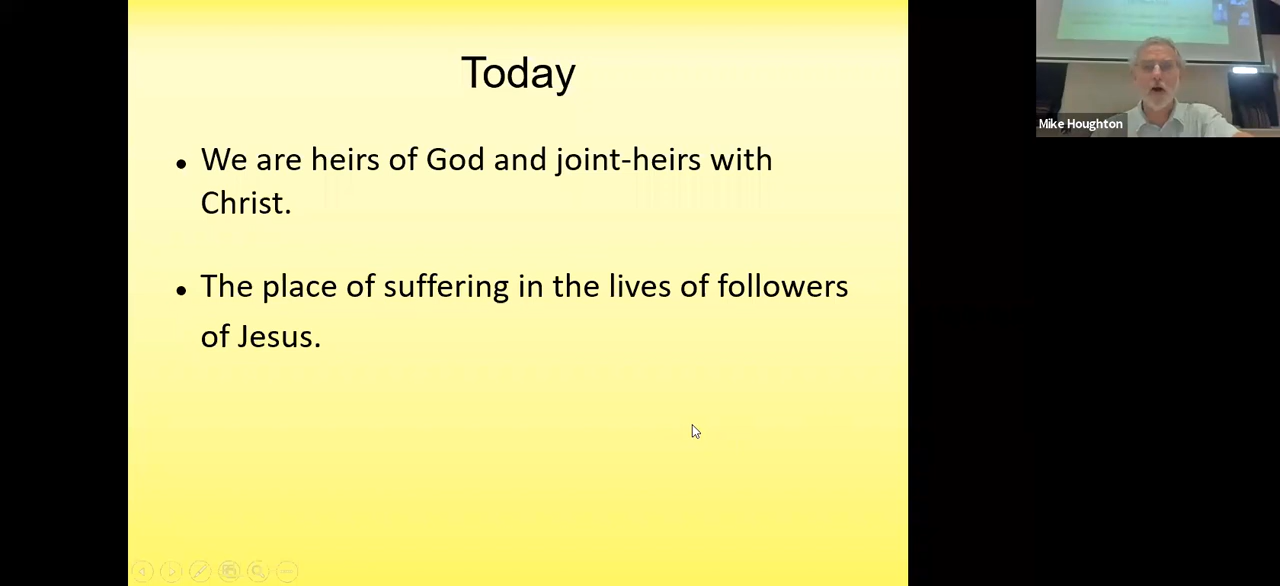 Today
• We are heirs of God and joint-heirs with
Christ.
• The place of suffering in the lives of followers
of Jesus.
Mike Houghton